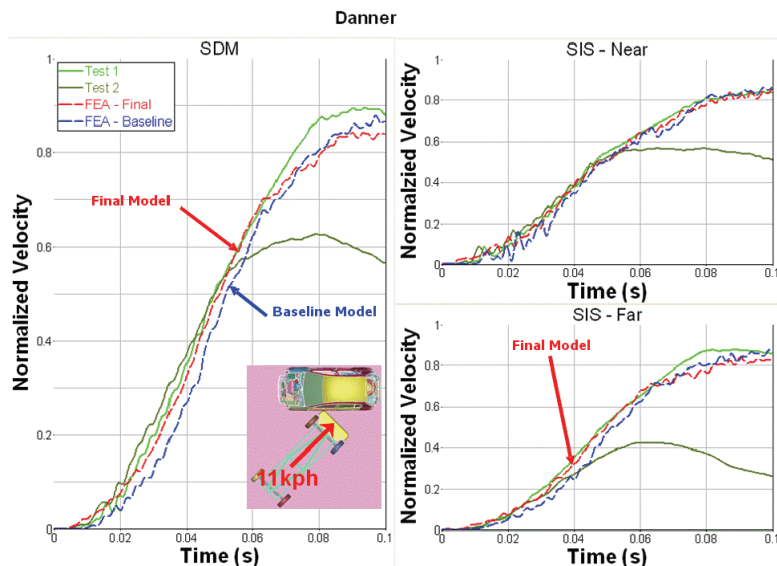 Danner
SDM
Test 1
Test 2
FEA - Final
FEA - Baseline
Final Model
Baseline Model
11kph
Normalized Velocity
1
0.8
0.6
0.4
0.2
0
0.02
0.04
0.06
0.08
0.1
Time (s)
SIS - Near
Normalzied Velocity
1
0.8
0.6
0.4
0.2
0
0
0.02
0.04
0.06
0.08
0.1
Time (s)
SIS - Far
Final Model
Normalized Velocity
1
0.8
0.6
0.4
0.2
0
0
0.02
0.04
0.06
0.08
0.1
Time (s)